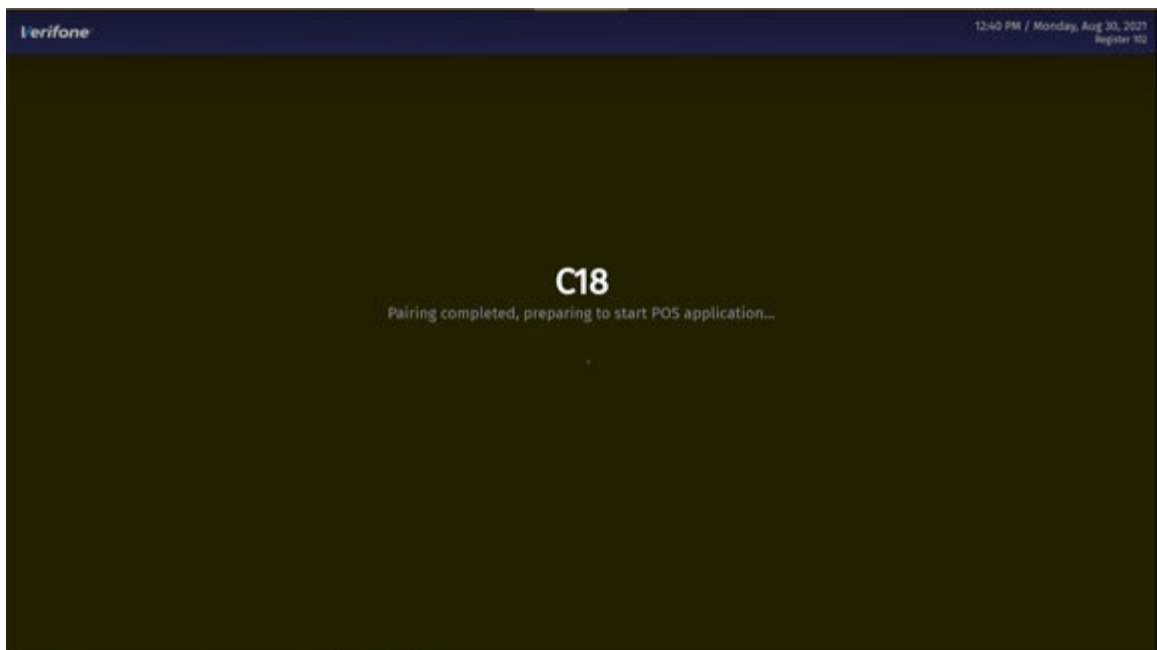 Verifone
12:40 PM / Monday, Aug 30, 2021
Register 102
C18
Pairing completed, preparing to start POS application...